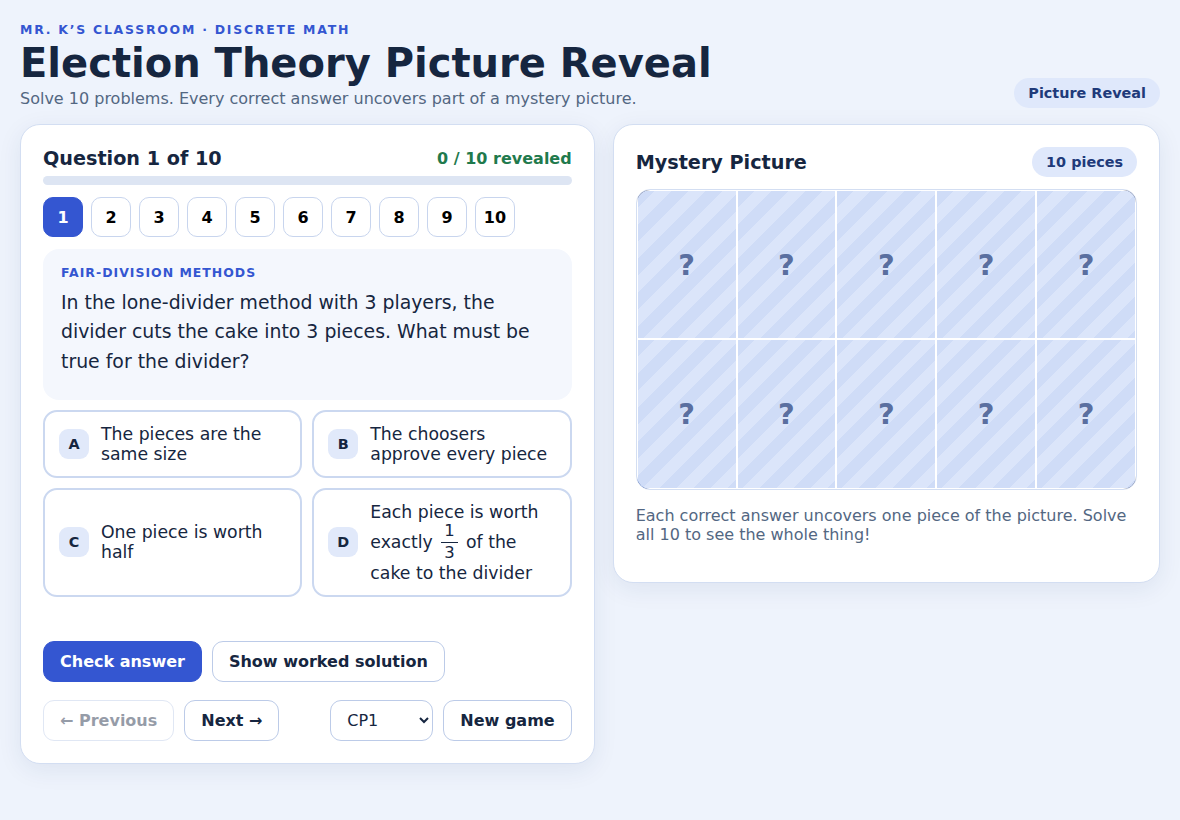 MR. K’S CLASSROOM · DISCRETE MATH
Election Theory Picture Reveal
Solve 10 problems. Every correct answer uncovers part of a mystery picture.
Picture Reveal
Question 1 of 10
0 / 10 revealed
1 2 3 4 5 6 7 8 9 10
FAIR-DIVISION METHODS
In the lone-divider method with 3 players, the
divider cuts the cake into 3 pieces. What must be
true for the divider?
A
The pieces are the
same size
B
The choosers
approve every piece
C
One piece is worth
half
D
Each piece is worth
exactly 1/3 of the
cake to the divider
Check answer
Show worked solution
← Previous
Next →
CP1
New game
Mystery Picture
10 pieces
? ? ? ? ?
? ? ? ? ?
Each correct answer uncovers one piece of the picture. Solve
all 10 to see the whole thing!